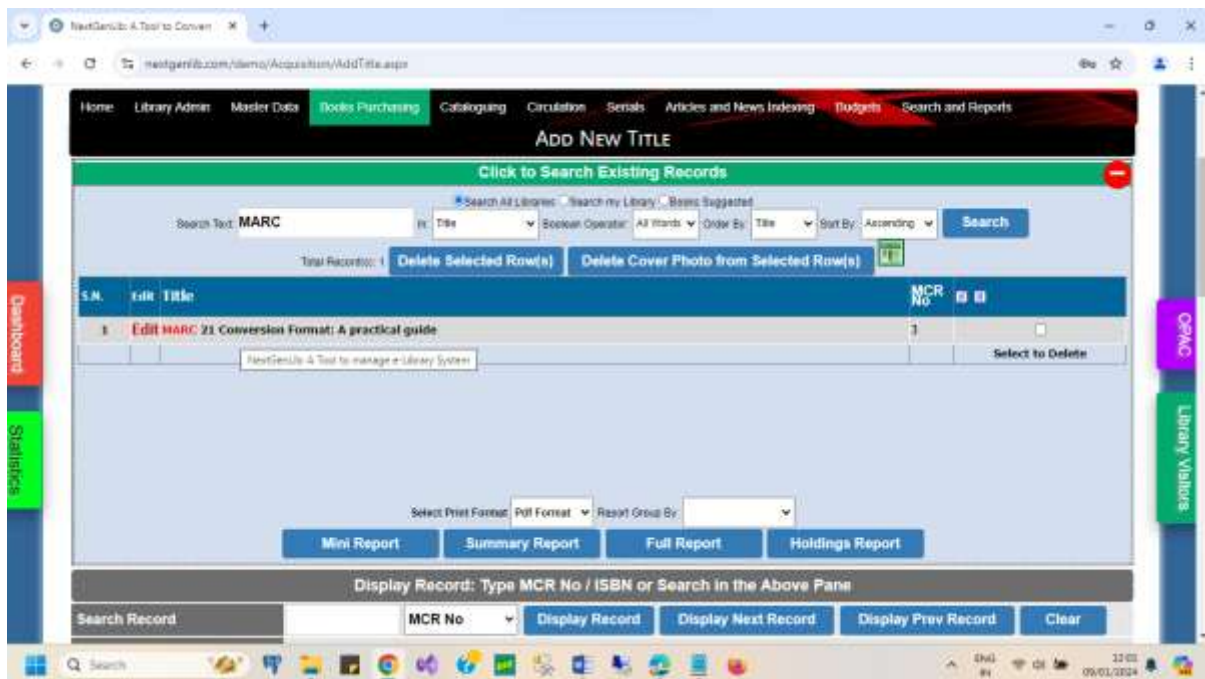 NextGenLib: A Tool to Conver
nextgenlib.com/demo/Acquisition/AddTitle.aspx
Home Library Admin Master Data Books Purchasing Cataloguing Circulation Serials Articles and News Indexing Budgets Search and Reports
ADD NEW TITLE
Click to Search Existing Records
Search All Libraries Search my Library Books Suggested
Search Text: MARC In: Title Boolean Operator: All Words Order By: Title Sort By: Ascending Search
Total Record(s): 1 Delete Selected Row(s) Delete Cover Photo from Selected Row(s)
S.N. Edit Title MCR No
1 Edit MARC 21 Conversion Format: A practical guide 3
NextGenLib: A Tool to manage e-Library System
Select to Delete
Dashboard
Statistics
OPAC
Library Visitors
Select Print Format: Pdf Format Report Group By:
Mini Report Summary Report Full Report Holdings Report
Display Record: Type MCR No / ISBN or Search in the Above Pane
Search Record MCR No Display Record Display Next Record Display Prev Record Clear
Search
ENG
IN
09/01/2024